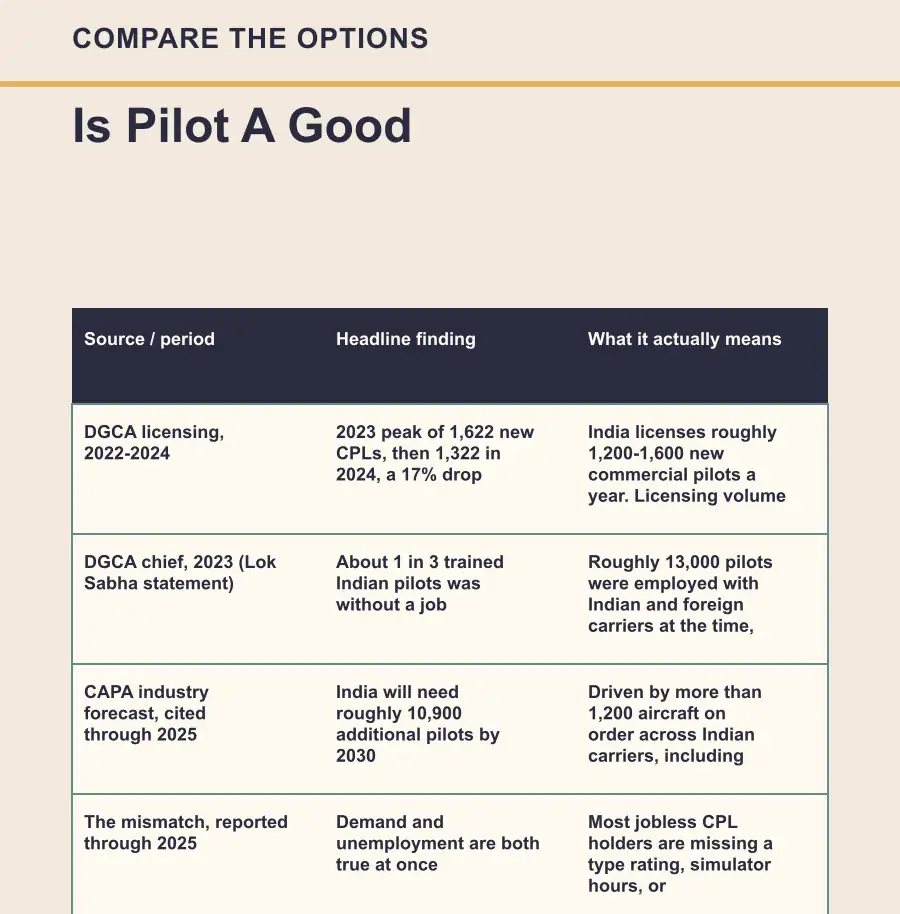 COMPARE THE OPTIONS
Is Pilot A Good
Source / period
Headline finding
What it actually means
DGCA licensing,
2022-2024
2023 peak of 1,622 new
CPLs, then 1,322 in
2024, a 17% drop
India licenses roughly
1,200-1,600 new
commercial pilots a
year. Licensing volume
DGCA chief, 2023 (Lok
Sabha statement)
About 1 in 3 trained
Indian pilots was
without a job
Roughly 13,000 pilots
were employed with
Indian and foreign
carriers at the time,
CAPA industry
forecast, cited
through 2025
India will need
roughly 10,900
additional pilots by
2030
Driven by more than
1,200 aircraft on
order across Indian
carriers, including
The mismatch, reported
through 2025
Demand and
unemployment are both
true at once
Most jobless CPL
holders are missing a
type rating, simulator
hours, or